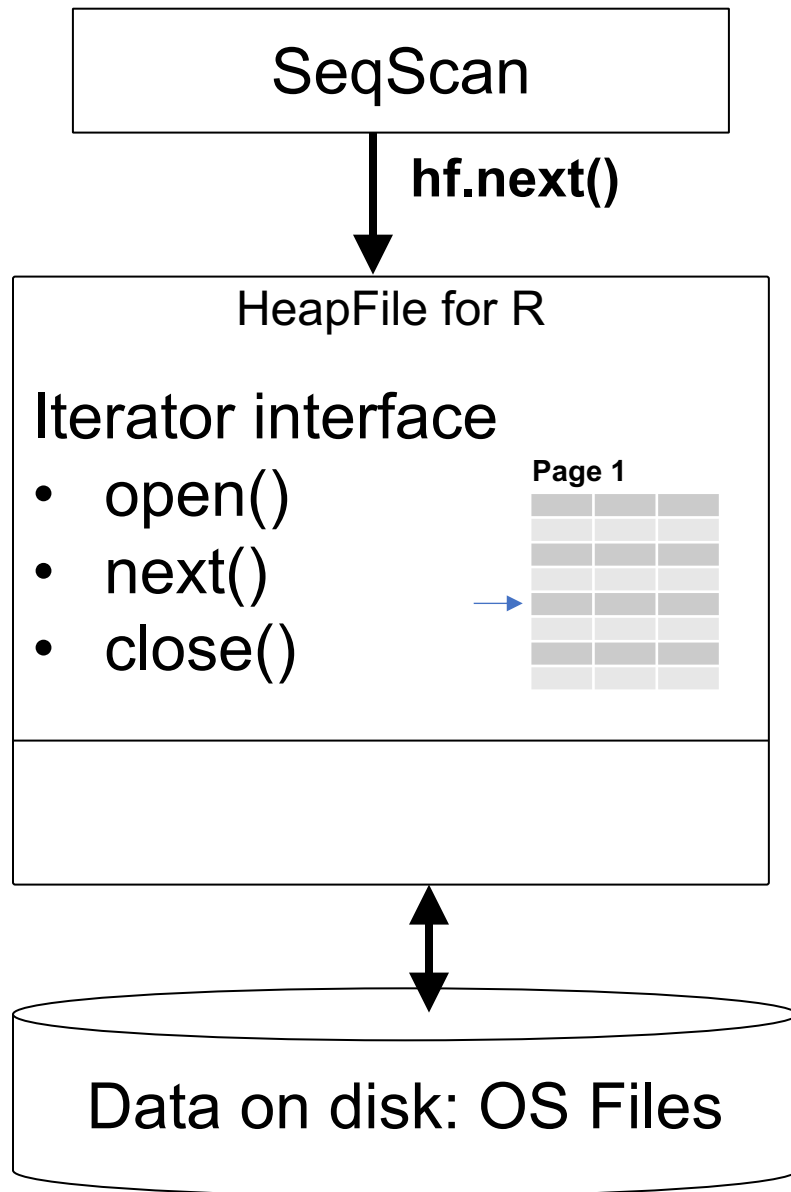 SeqScan
hf.next()
HeapFile for R
Iterator interface
• open()
• next()
• close()
Page 1
Data on disk: OS Files